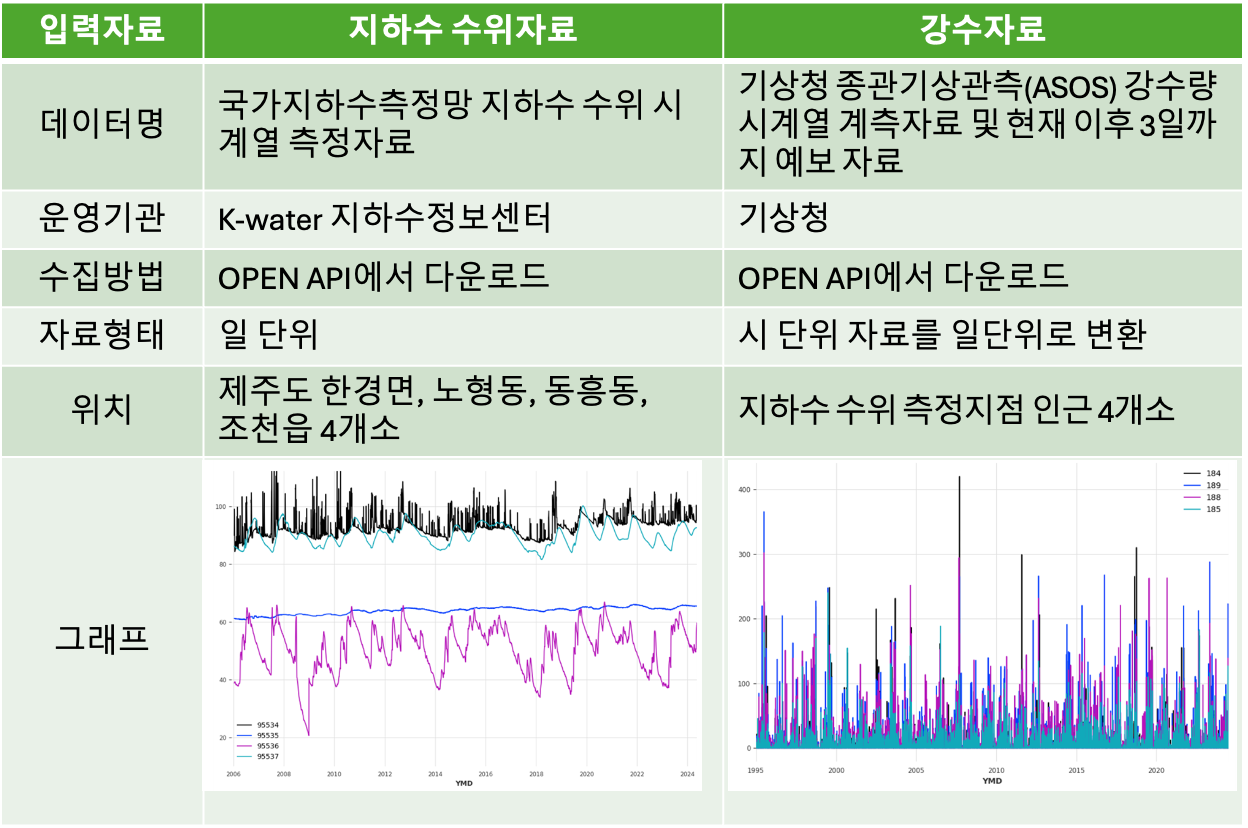 입력자료
지하수 수위자료
강수자료
데이터명
국가지하수측정망 지하수 수위 시
계열 측정자료
기상청 종관기상관측(ASOS) 강수량
시계열 계측자료 및 현재 이후 3일까
지 예보 자료
운영기관
K-water 지하수정보센터
기상청
수집방법
OPEN API에서 다운로드
OPEN API에서 다운로드
자료형태
일 단위
시 단위 자료를 일단위로 변환
위치
제주도 한경면, 노형동, 동흥동,
조천읍 4개소
지하수 수위 측정지점 인근 4개소
그래프
100
80
60
40
20
95534
95535
95536
95537
2006 2008 2010 2012 2014 2016 2018 2020 2022 2024
YMD
400
300
200
100
0
184
189
188
185
1995 2000 2005 2010 2015 2020
YMD